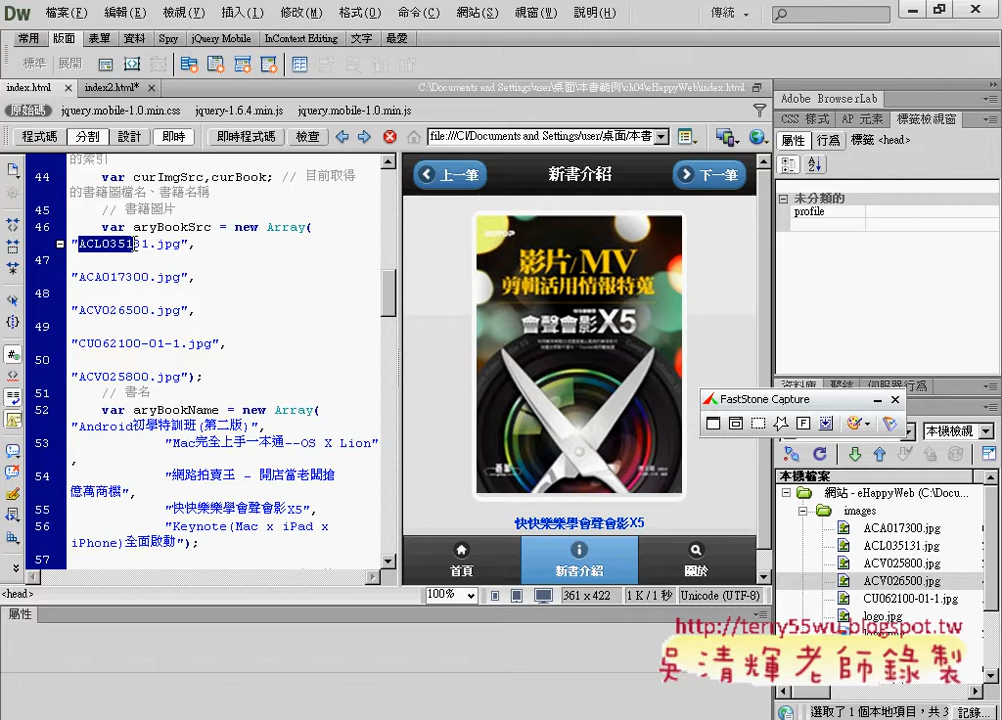 Dw 檔案(F) 編輯(E) 檢視(V) 插入(I) 修改(M) 格式(O) 命令(C) 網站(S) 視窗(W) 說明(H) 傳統
常用 版面 表單 資料 Spry jQuery Mobile InContext Editing 文字 最愛
標準 展開
index.html index2.html* C:\Documents and Settings\user\桌面\本書範例\ch04\eHappyWeb\index.html
原始碼 jquery.mobile-1.0.min.css jquery-1.6.4.min.js jquery.mobile-1.0.min.js
程式碼 分割 設計 即時 即時程式碼 檢查 file:///C|/Documents and Settings/user/桌面/本
的索引
44 var curImgSrc,curBook; // 目前取得
的書籍圖檔名、書籍名稱
45 // 書籍圖片
46 var aryBookSrc = new Array(
"ACL035131.jpg",
47
"ACA017300.jpg",
48
"ACV026500.jpg",
49
"CU062100-01-1.jpg",
50
"ACV025800.jpg");
51 // 書名
52 var aryBookName = new Array(
"Android初學特訓班(第二版)",
53 "Mac完全上手一本通--OS X Lion"
,
54 "網路拍賣王 - 開店當老闆搶
億萬商機",
55 "快快樂樂學會聲會影X5",
56 "Keynote(Mac x iPad x
iPhone)全面啟動");
57
上一筆 新書介紹 下一筆
影片/MV
剪輯活用情報特蒐
會聲會影X5
快快樂樂學會聲會影X5
首頁 新書介紹 關於
<head>
100% 361 x 422 1 K / 1 秒 Unicode (UTF-8)
屬性
Adobe BrowserLab
CSS 樣式 AP 元素 標籤檢視窗
屬性 行為 標籤 <head>
未分類的
profile
資料庫 繫結 伺服器行為
FastStone Capture
本機檢視
本機檔案
網站 - eHappyWeb (C:\Docu...
images
ACA017300.jpg
ACL035131.jpg
ACV025800.jpg
ACV026500.jpg
CU062100-01-1.jpg
logo.jpg
http://terry55wu.blogspot.tw
吳清輝老師錄製
選取了 1 個本地項目，共 3 記錄...